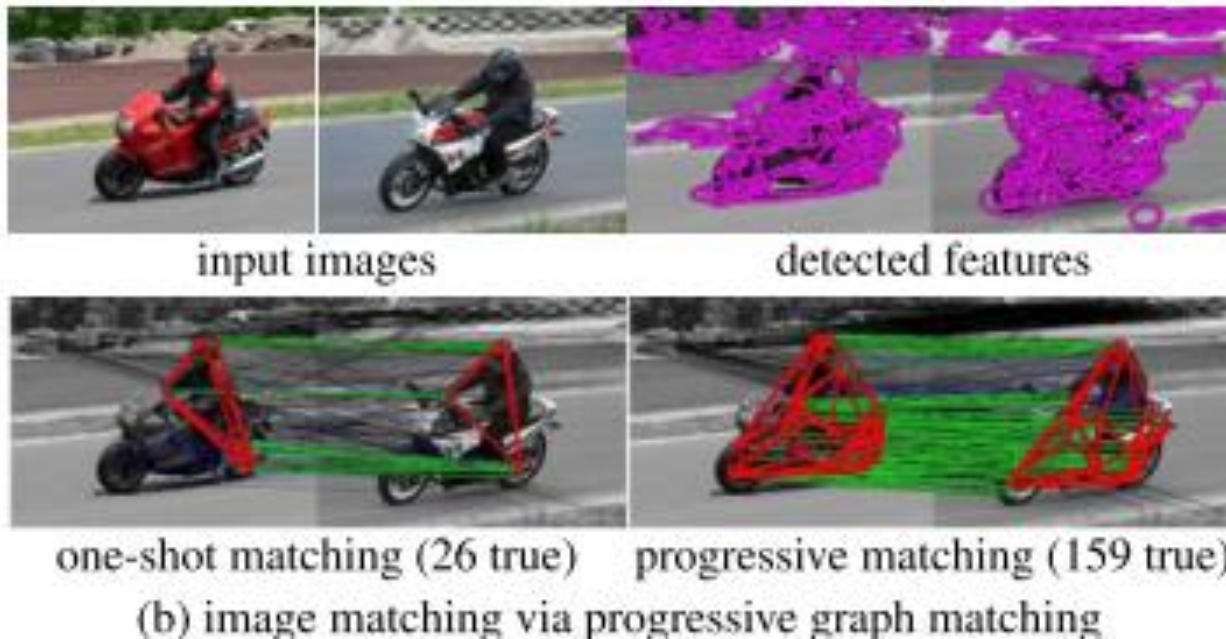 input images
detected features
one-shot matching (26 true)
progressive matching (159 true)
(b) image matching via progressive graph matching